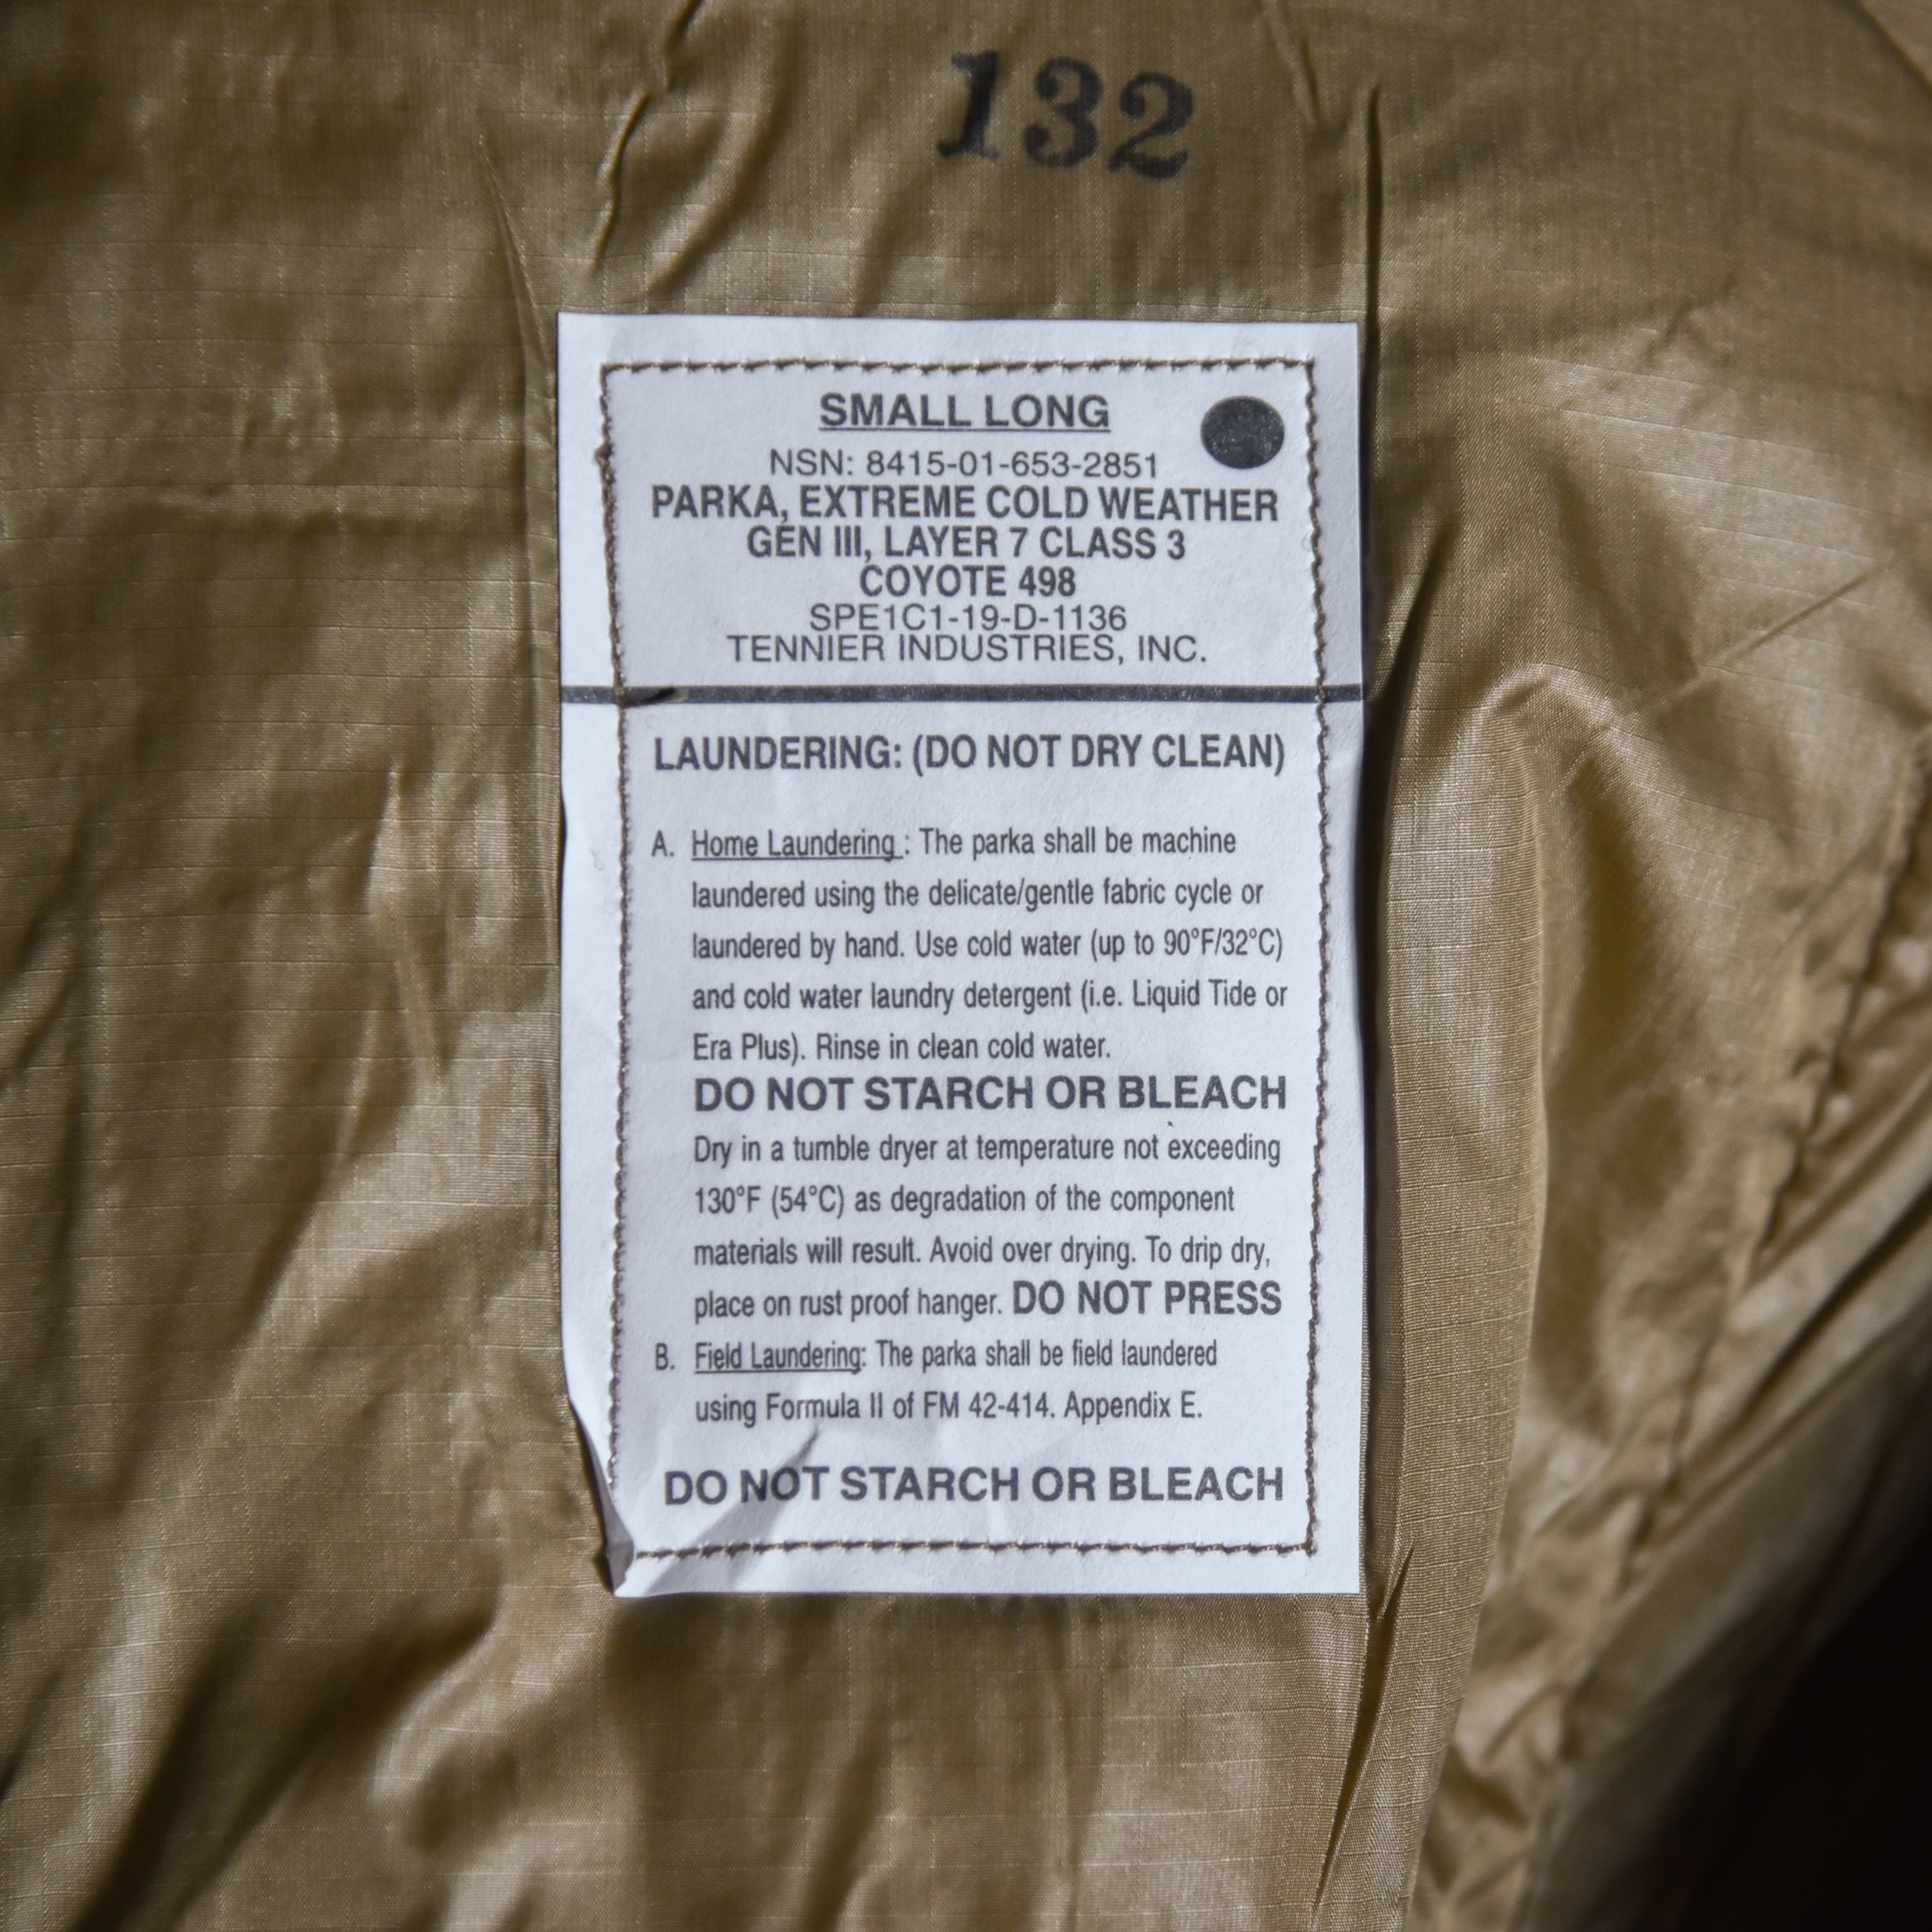 132
SMALL LONG
NSN: 8415-01-653-2851
PARKA, EXTREME COLD WEATHER
GEN III, LAYER 7 CLASS 3
COYOTE 498
SPE1C1-19-D-1136
TENNIER INDUSTRIES, INC.
LAUNDERING: (DO NOT DRY CLEAN)
A. Home Laundering : The parka shall be machine
laundered using the delicate/gentle fabric cycle or
laundered by hand. Use cold water (up to 90°F/32°C)
and cold water laundry detergent (i.e. Liquid Tide or
Era Plus). Rinse in clean cold water.
DO NOT STARCH OR BLEACH
Dry in a tumble dryer at temperature not exceeding
130°F (54°C) as degradation of the component
materials will result. Avoid over drying. To drip dry,
place on rust proof hanger. DO NOT PRESS
B. Field Laundering: The parka shall be field laundered
using Formula II of FM 42-414. Appendix E.
DO NOT STARCH OR BLEACH